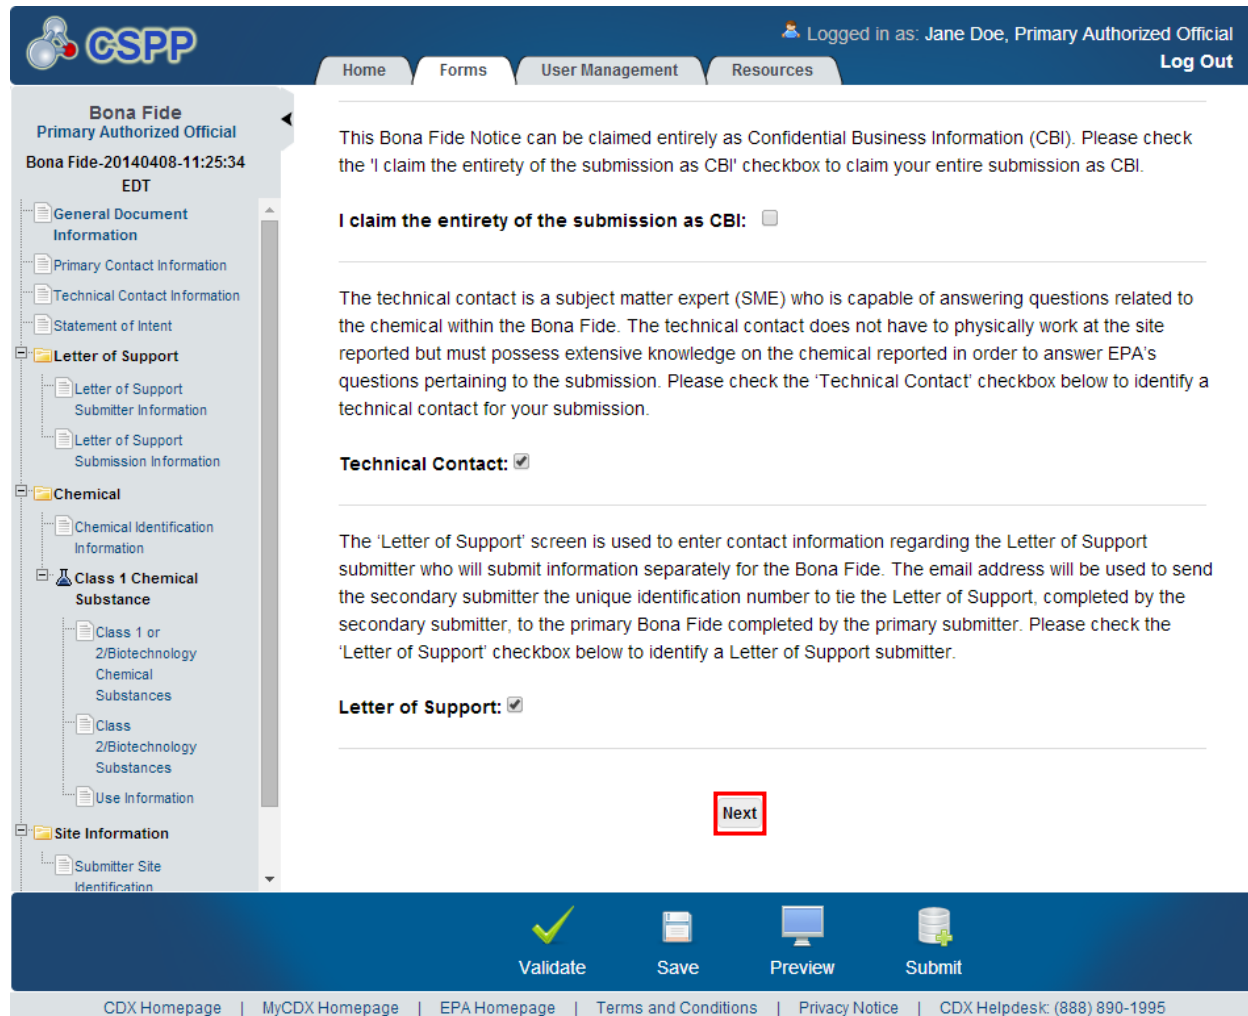 CSPP
Logged in as: Jane Doe, Primary Authorized Official
Log Out
Home
Forms
User Management
Resources
Bona Fide
Primary Authorized Official
Bona Fide-20140408-11:25:34
EDT
General Document
Information
Primary Contact Information
Technical Contact Information
Statement of Intent
Letter of Support
Letter of Support
Submitter Information
Letter of Support
Submission Information
Chemical
Chemical Identification
Information
Class 1 Chemical
Substance
Class 1 or
2/Biotechnology
Chemical
Substances
Class
2/Biotechnology
Substances
Use Information
Site Information
Submitter Site
Identification
This Bona Fide Notice can be claimed entirely as Confidential Business Information (CBI). Please check
the 'I claim the entirety of the submission as CBI' checkbox to claim your entire submission as CBI.
I claim the entirety of the submission as CBI:
The technical contact is a subject matter expert (SME) who is capable of answering questions related to
the chemical within the Bona Fide. The technical contact does not have to physically work at the site
reported but must possess extensive knowledge on the chemical reported in order to answer EPA's
questions pertaining to the submission. Please check the ‘Technical Contact’ checkbox below to identify a
technical contact for your submission.
Technical Contact:
The ‘Letter of Support’ screen is used to enter contact information regarding the Letter of Support
submitter who will submit information separately for the Bona Fide. The email address will be used to send
the secondary submitter the unique identification number to tie the Letter of Support, completed by the
secondary submitter, to the primary Bona Fide completed by the primary submitter. Please check the
‘Letter of Support’ checkbox below to identify a Letter of Support submitter.
Letter of Support:
Next
Validate
Save
Preview
Submit
CDX Homepage | MyCDX Homepage | EPA Homepage | Terms and Conditions | Privacy Notice | CDX Helpdesk: (888) 890-1995